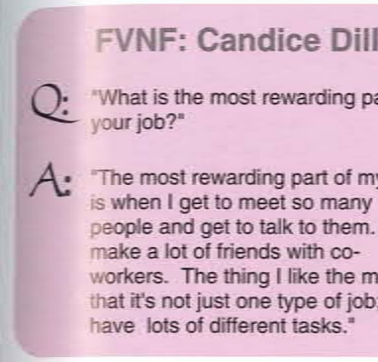 FVNF: Candice Dill
Q: "What is the most rewarding pa
your job?"
A: "The most rewarding part of my
is when I get to meet so many
people and get to talk to them.
make a lot of friends with co-
workers. The thing I like the m
that it's not just one type of job;
have lots of different tasks."